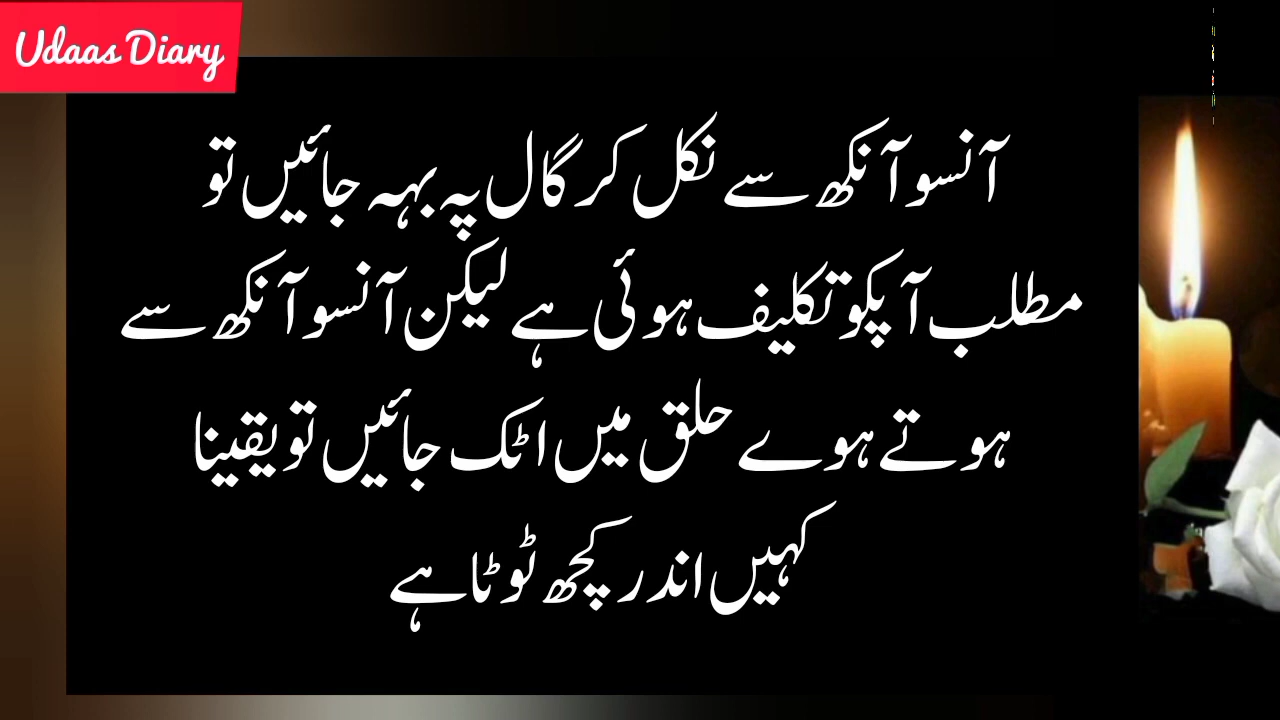 Udaas Diary
آنسو آنکھ سے نکل کر گال پہ بہہ جائیں تو
مطلب آپکو تکلیف ہوئی ہے لیکن آنسو آنکھ سے
ہوتے ہوے حلق میں اٹک جائیں تو یقینا
کہیں اندر کچھ ٹوٹا ہے